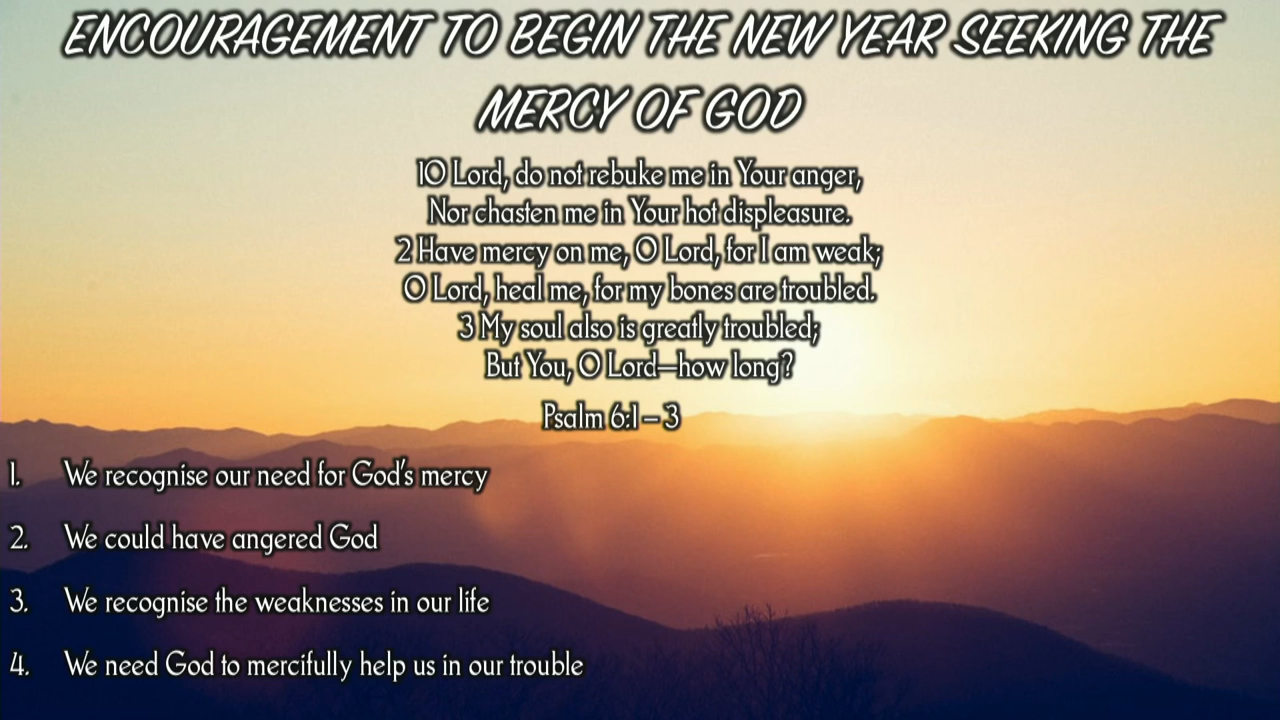 ENCOURAGEMENT TO BEGIN THE NEW YEAR SEEKING THE
MERCY OF GOD
1O Lord, do not rebuke me in Your anger,
Nor chasten me in Your hot displeasure.
2 Have mercy on me, O Lord, for I am weak;
O Lord, heal me, for my bones are troubled.
3 My soul also is greatly troubled;
But You, O Lord—how long?
Psalm 6:1 – 3
1. We recognise our need for God's mercy
2. We could have angered God
3. We recognise the weaknesses in our life
4. We need God to mercifully help us in our trouble